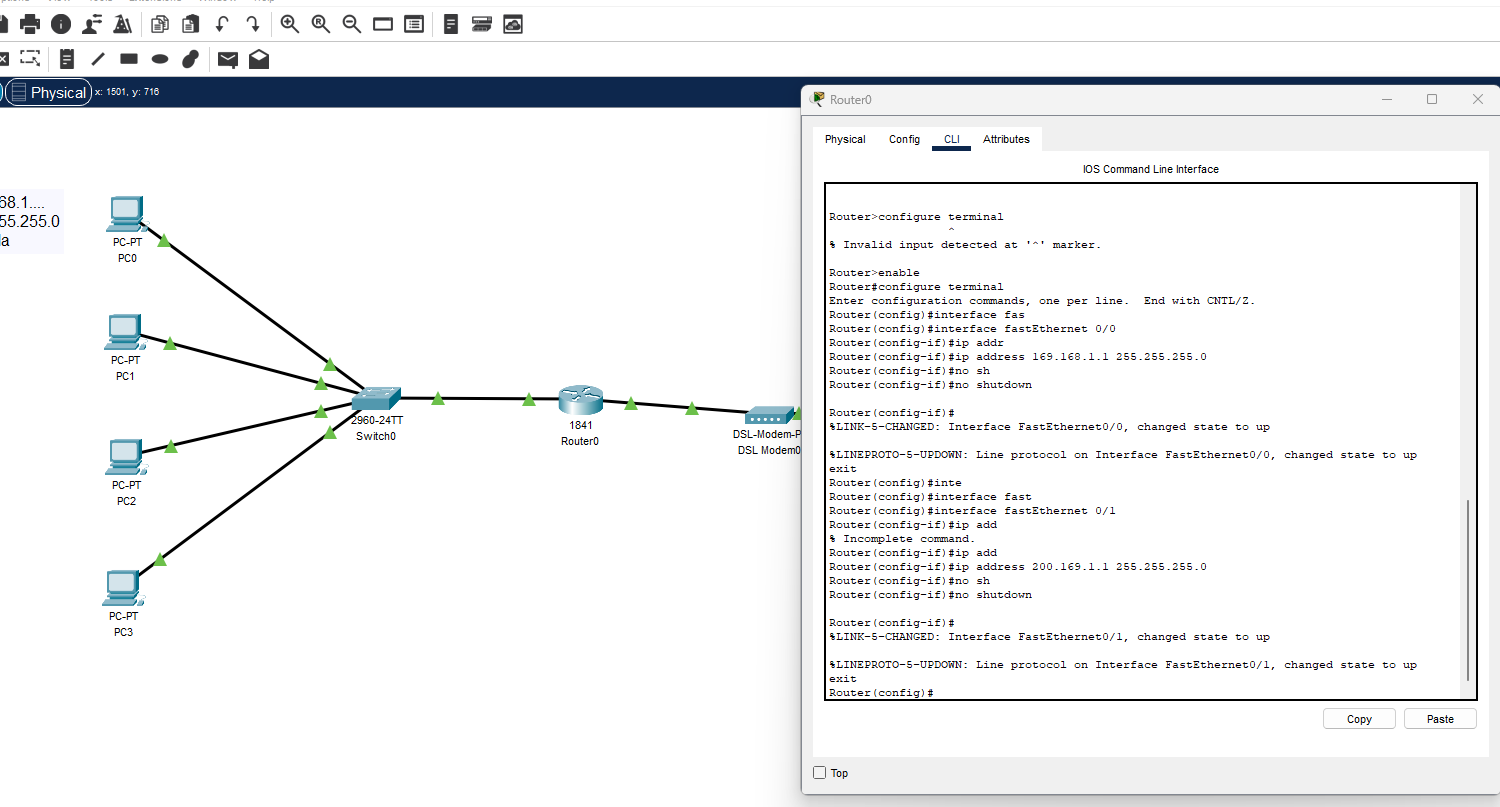 Physical
x: 1501, y: 716
68.1....
55.255.0
la
PC-PT
PC0
PC-PT
PC1
PC-PT
PC2
PC-PT
PC3
2960-24TT
Switch0
1841
Router0
DSL-Modem-P
DSL Modem0
Router0
Physical
Config
CLI
Attributes
IOS Command Line Interface
Router>configure terminal
^
% Invalid input detected at '^' marker.
Router>enable
Router#configure terminal
Enter configuration commands, one per line.  End with CNTL/Z.
Router(config)#interface fas
Router(config)#interface fastEthernet 0/0
Router(config-if)#ip addr
Router(config-if)#ip address 169.168.1.1 255.255.255.0
Router(config-if)#no sh
Router(config-if)#no shutdown
Router(config-if)#
%LINK-5-CHANGED: Interface FastEthernet0/0, changed state to up
%LINEPROTO-5-UPDOWN: Line protocol on Interface FastEthernet0/0, changed state to up
exit
Router(config)#inte
Router(config)#interface fast
Router(config)#interface fastEthernet 0/1
Router(config-if)#ip add
% Incomplete command.
Router(config-if)#ip add
Router(config-if)#ip address 200.169.1.1 255.255.255.0
Router(config-if)#no sh
Router(config-if)#no shutdown
Router(config-if)#
%LINK-5-CHANGED: Interface FastEthernet0/1, changed state to up
%LINEPROTO-5-UPDOWN: Line protocol on Interface FastEthernet0/1, changed state to up
exit
Router(config)#
Copy
Paste
Top